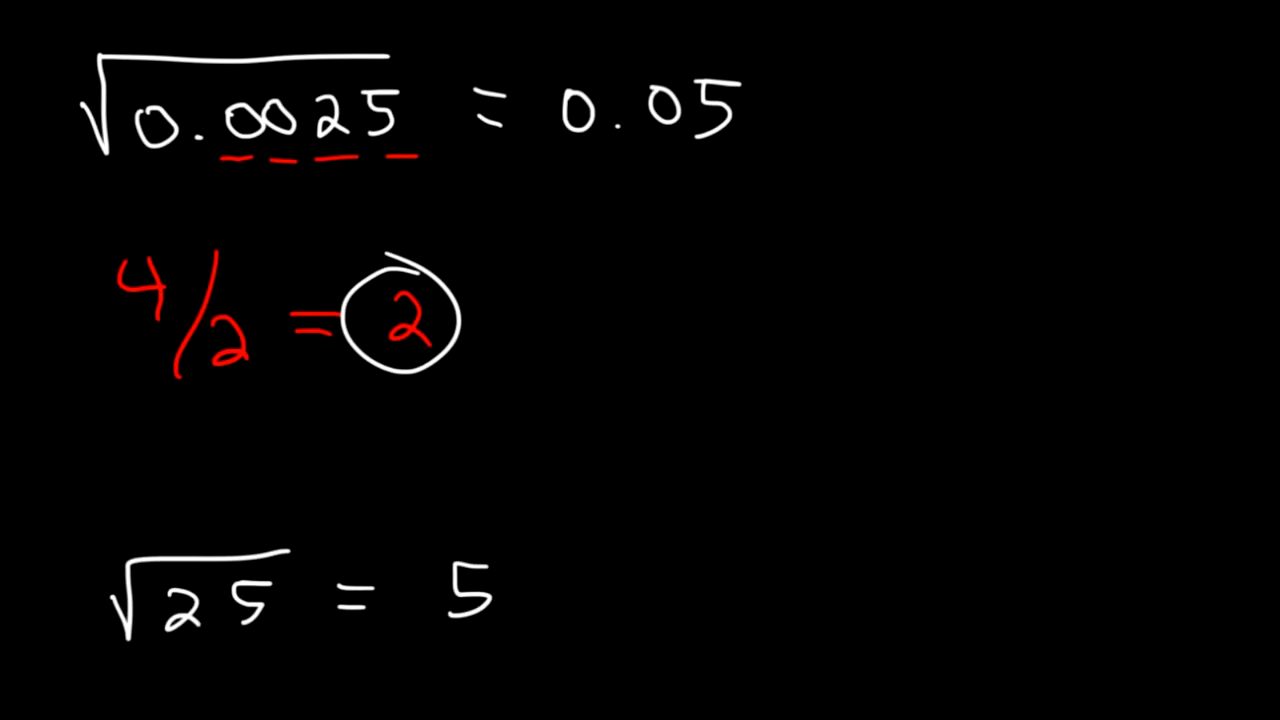 √0.0025 = 0.05
4/2 = 2
√25 = 5